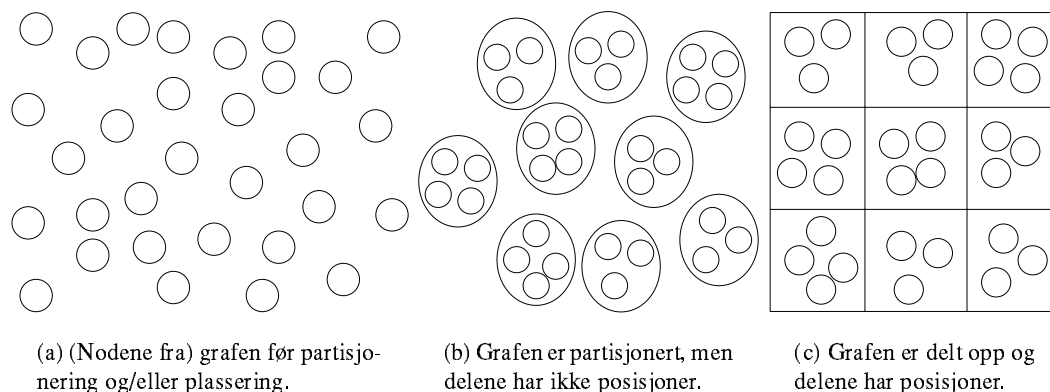 (a) (Nodene fra) grafen før partisjo-
nering og/eller plassering.
(b) Grafen er partisjonert, men
delene har ikke posisjoner.
(c) Grafen er delt opp og
delene har posisjoner.